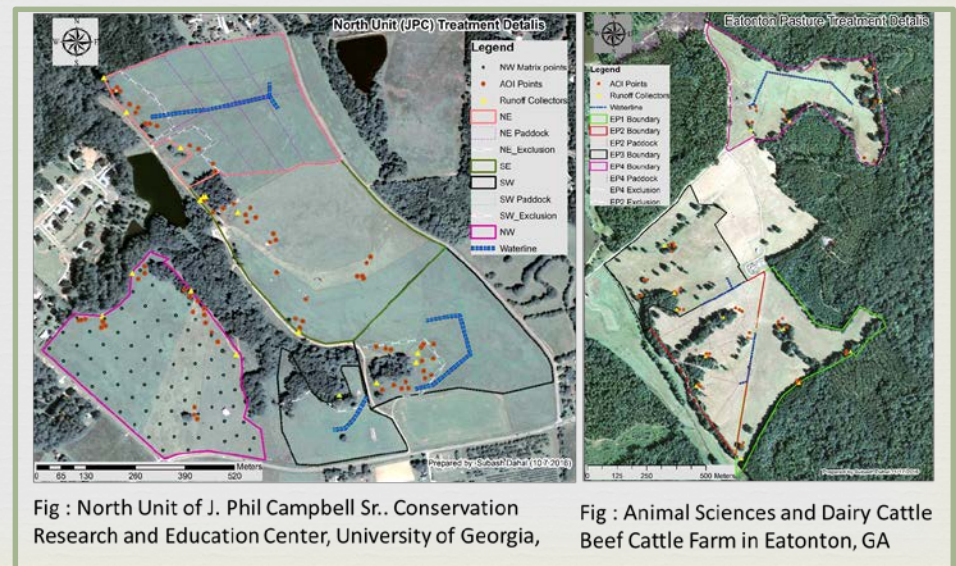 North Unit (JPC) Treatment Detalis
N
W
E
S
Legend
NW Matrix points
AOI Points
Runoff Collectors
NE
NE Paddock
NE_Exclusion
SE
SW
SW Paddock
SW_Exclusion
NW
Waterline
Meters
0 65 130 260 390 520
Prepared by :Subash Dahal (10-7-2016)
Eatonton Pasture Treatment Detalis
Legend
AOI Points
Runoff Collectors
Waterline
EP1 Boundary
EP2 Boundary
EP2 Paddock
EP3 Boundary
EP4 Boundary
EP4 Paddock
EP4 Exclusion
EP2 Exclusion
0 125 250 500 Meters
Fig : North Unit of J. Phil Campbell Sr.. Conservation
Research and Education Center, University of Georgia,
Fig : Animal Sciences and Dairy Cattle
Beef Cattle Farm in Eatonton, GA